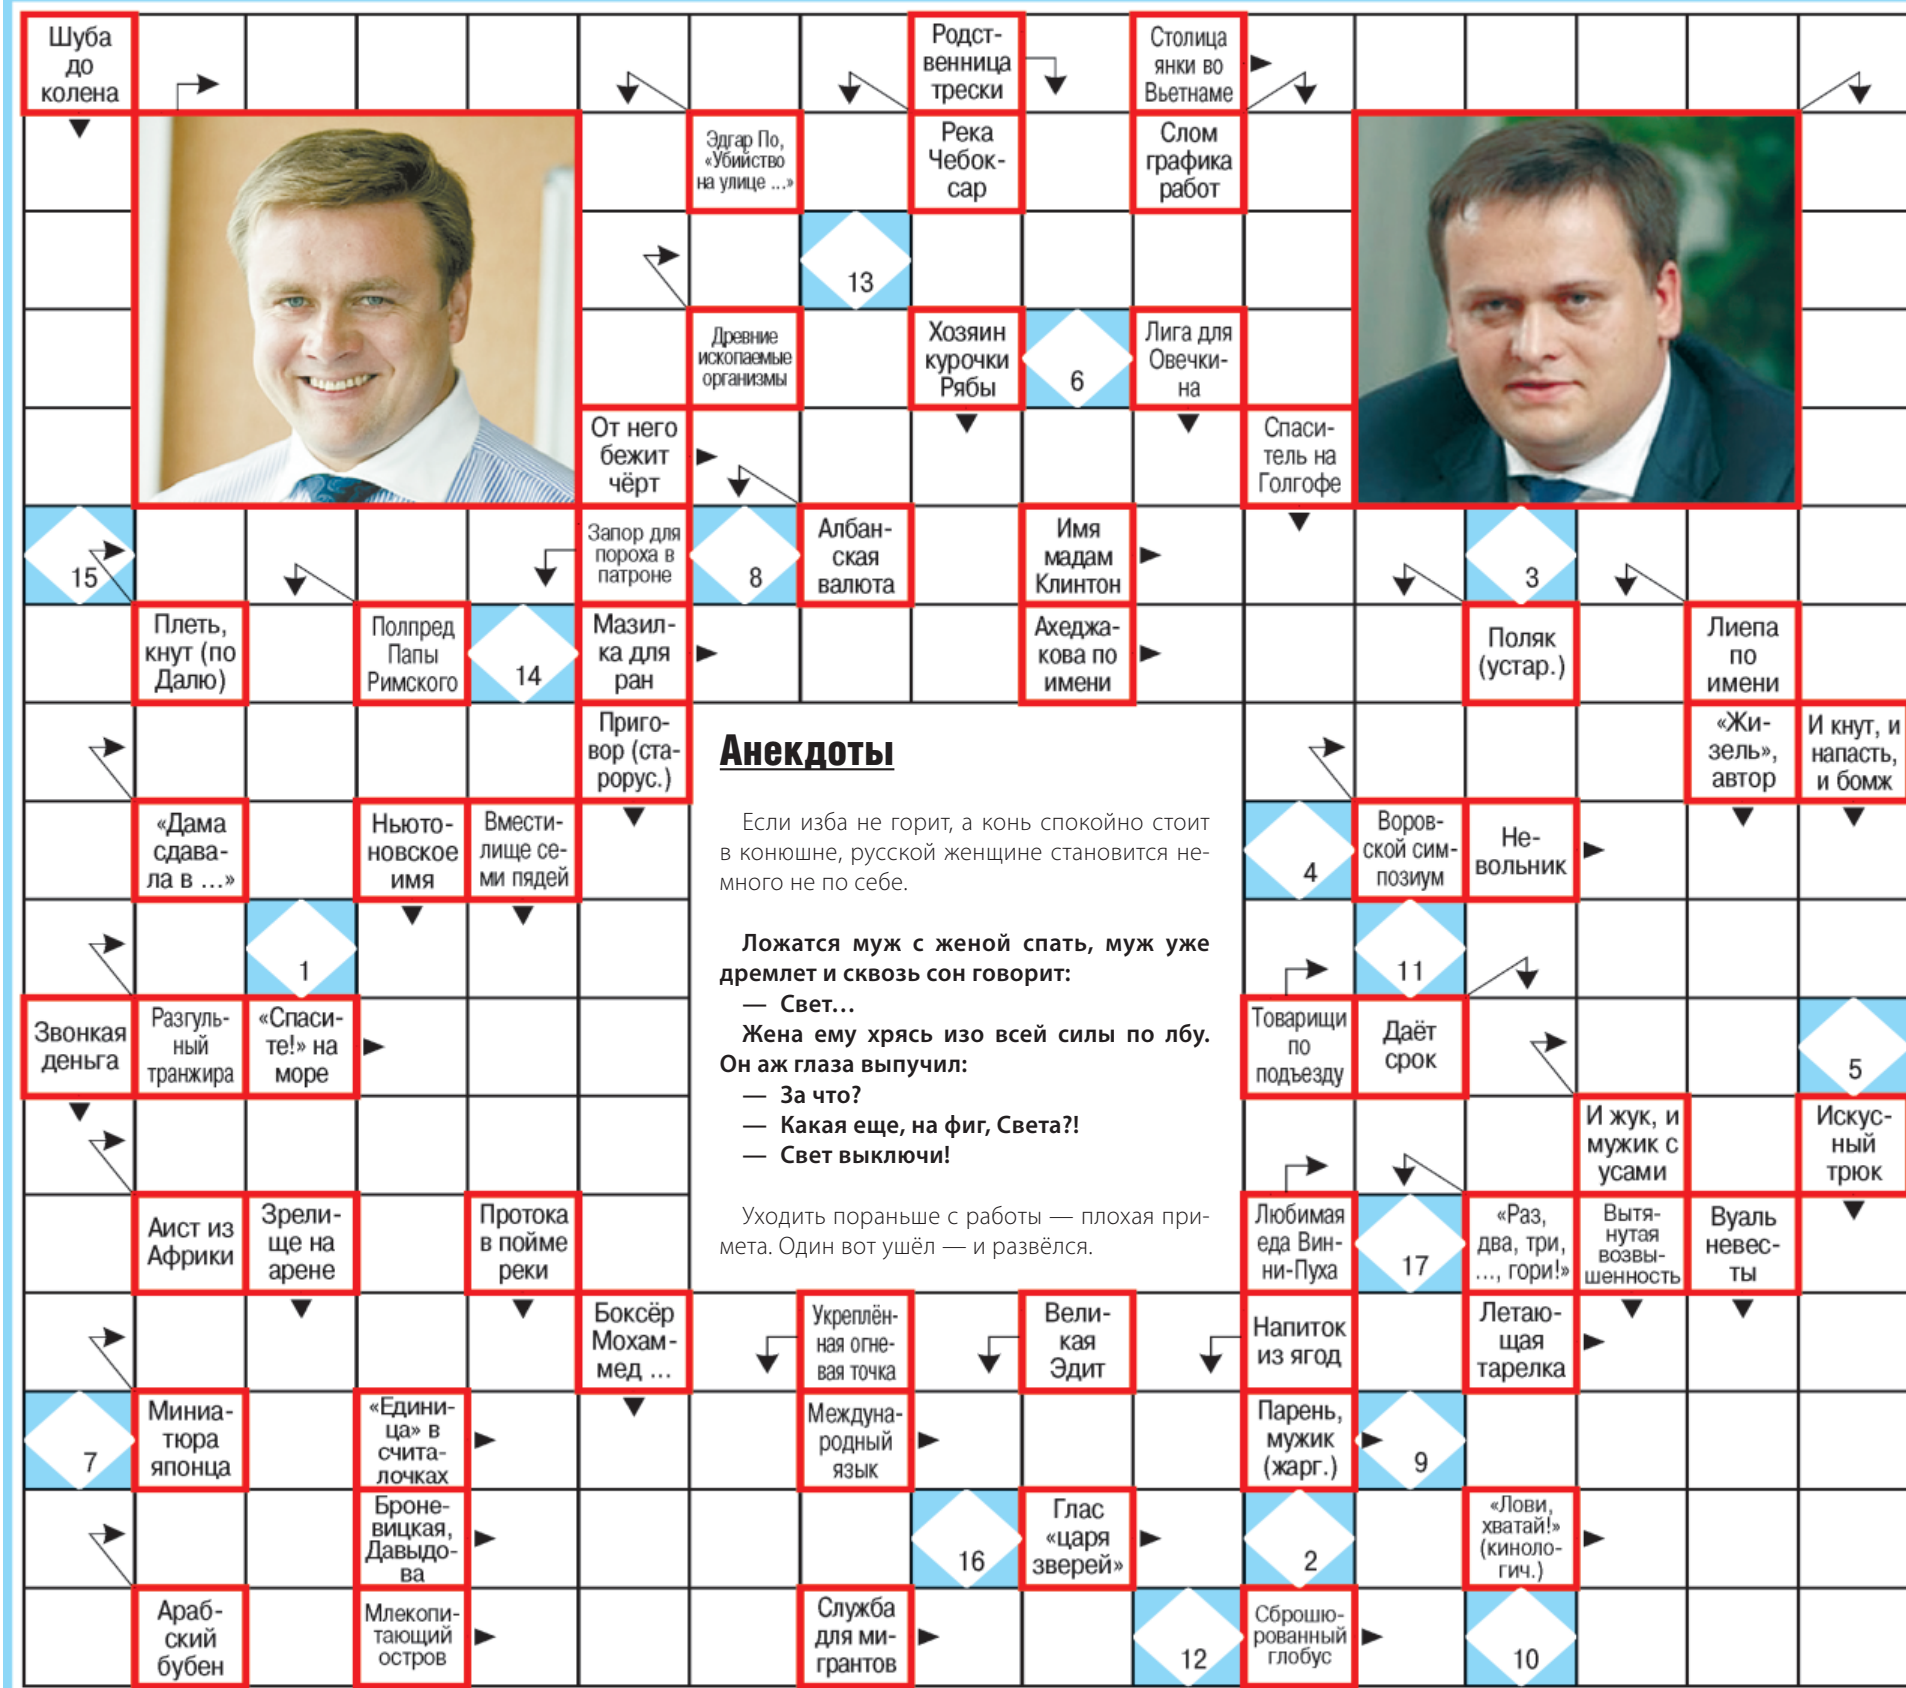 Шуба
до
колена
Родст-
венница
трески
Столица
янки во
Вьетнаме
Эдгар По,
«Убийство
на улице ...»
Река
Чебок-
сар
Слом
графика
работ
13
Древние
ископаемые
организмы
Хозяин
курочки
Рябы
6
Лига для
Овечки-
на
От него
бежит
чёрт
Спаси-
тель на
Голгофе
15
Запор для
пороха в
патроне
8
Албан-
ская
валюта
Имя
мадам
Клинтон
3
Плеть,
кнут (по
Далю)
Полпред
Папы
Римского
14
Мазил-
ка для
ран
Ахеджа-
кова по
имени
Поляк
(устар.)
Лиепа
по
имени
Приго-
вор (ста-
рорус.)
«Жи-
зель»,
автор
И кнут, и
напасть,
и бомж
«Дама
сдава-
ла в ...»
Ньюто-
новское
имя
Вмести-
лище се-
ми пядей
4
Воров-
ской сим-
позиум
Не-
вольник
1
11
Звонкая
деньга
Разгуль-
ный
транжира
«Спаси-
те!» на
море
Товарищи
по
подъезду
Даёт
срок
5
И жук, и
мужик с
усами
Искус-
ный
трюк
Аист из
Африки
Зрели-
ще на
арене
Протока
в пойме
реки
Любимая
еда Вин-
ни-Пуха
17
«Раз,
два, три,
..., гори!»
Вытя-
нутая
возвы-
шенность
Вуаль
невес-
ты
Боксёр
Мохам-
мед ...
Укреплён-
ная огне-
вая точка
Вели-
кая
Эдит
Напиток
из ягод
Летаю-
щая
тарелка
7
Миниа-
тюра
японца
«Едини-
ца» в
счита-
лочках
Междуна-
родный
язык
Парень,
мужик
(жарг.)
9
Броне-
вицкая,
Давыдо-
ва
16
Глас
«царя
зверей»
2
«Лови,
хватай!»
(киноло-
гич.)
Араб-
ский
бубен
Млекопи-
тающий
остров
Служба
для ми-
грантов
12
Сброшю-
рованный
глобус
10
Анекдоты
Если изба не горит, а конь спокойно стоит
в конюшне, русской женщине становится не-
много не по себе.
Ложатся муж с женой спать, муж уже
дремлет и сквозь сон говорит:
— Свет...
Жена ему хрясь изо всей силы по лбу.
Он аж глаза выпучил:
— За что?
— Какая еще, на фиг, Света?!
— Свет выключи!
Уходить пораньше с работы — плохая при-
мета. Один вот ушёл — и развёлся.